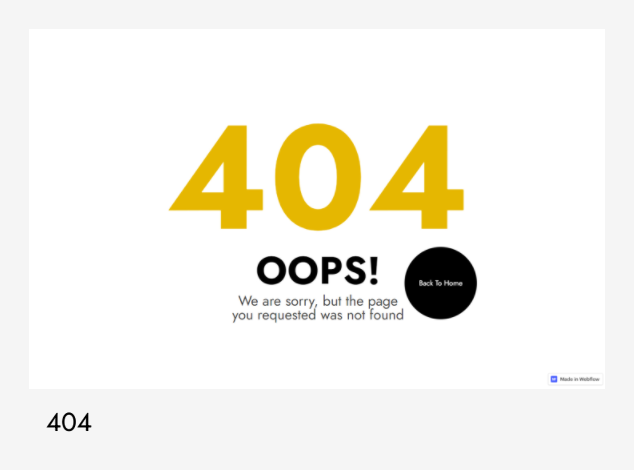 404
OOPS!
We are sorry, but the page
you requested was not found
Back To Home
Made in Webflow
404